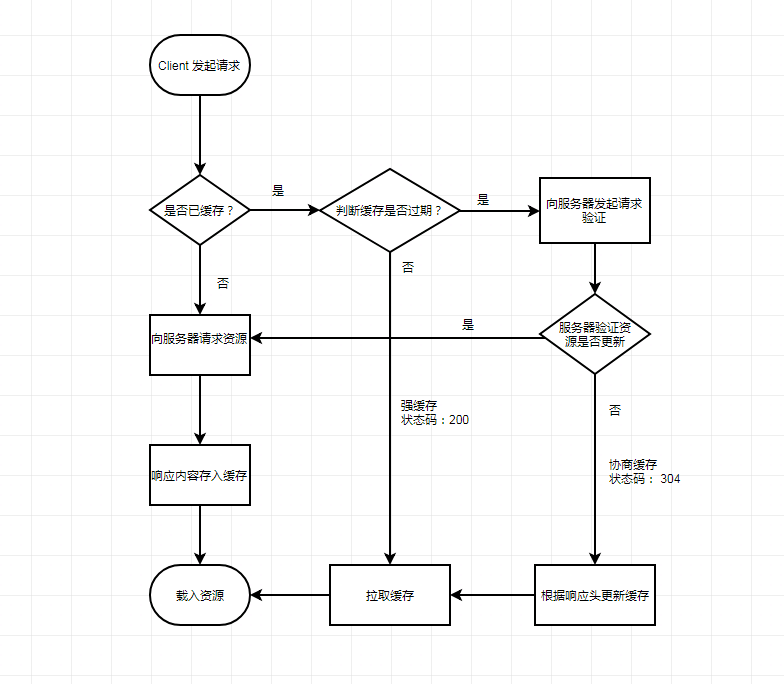 Client 发起请求
是否已缓存？
是
判断缓存是否过期？
是
向服务器发起请求
验证
否
否
向服务器请求资源
是
服务器验证资
源是否更新
强缓存
状态码：200
否
协商缓存
状态码： 304
响应内容存入缓存
载入资源
拉取缓存
根据响应头更新缓存